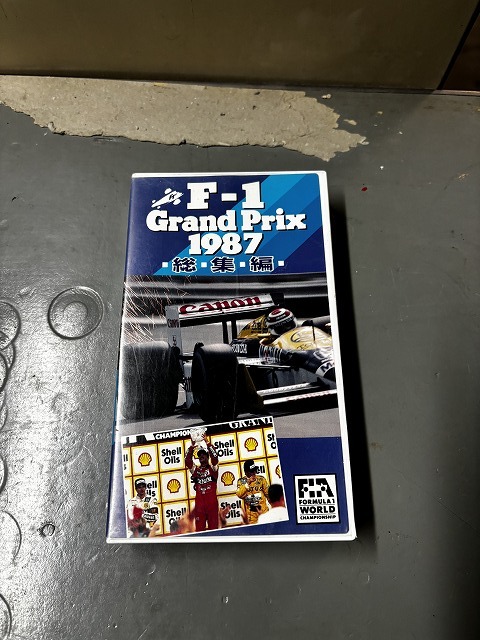 F-1
Grand Prix
1987
総・集・編
Canon
CHAMPION
GRAND
Shell
Oils
Shell
Oils
Shell
Oils
FIA
FORMULA 1
WORLD
CHAMPIONSHIP